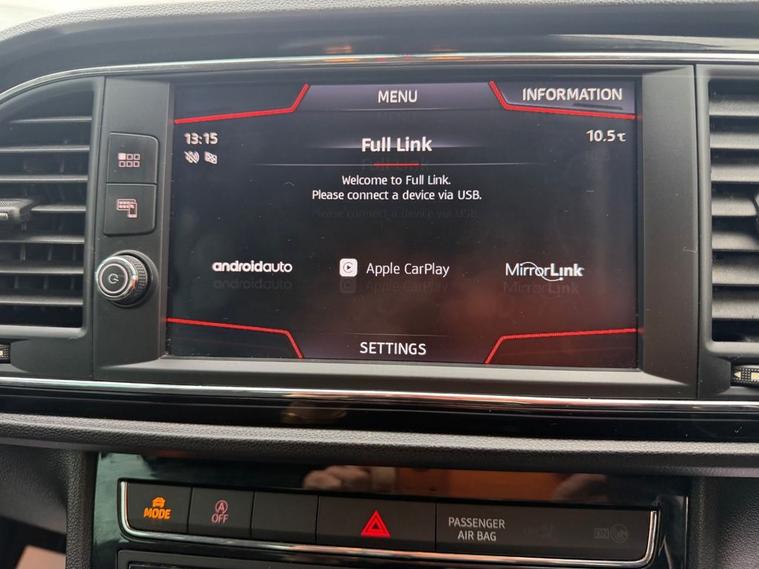 MENU
INFORMATION
13:15
10.5℃
Full Link
Welcome to Full Link.
Please connect a device via USB.
androidauto
Apple CarPlay
MirrorLink
SETTINGS
MODE
A
OFF
PASSENGER
AIR BAG